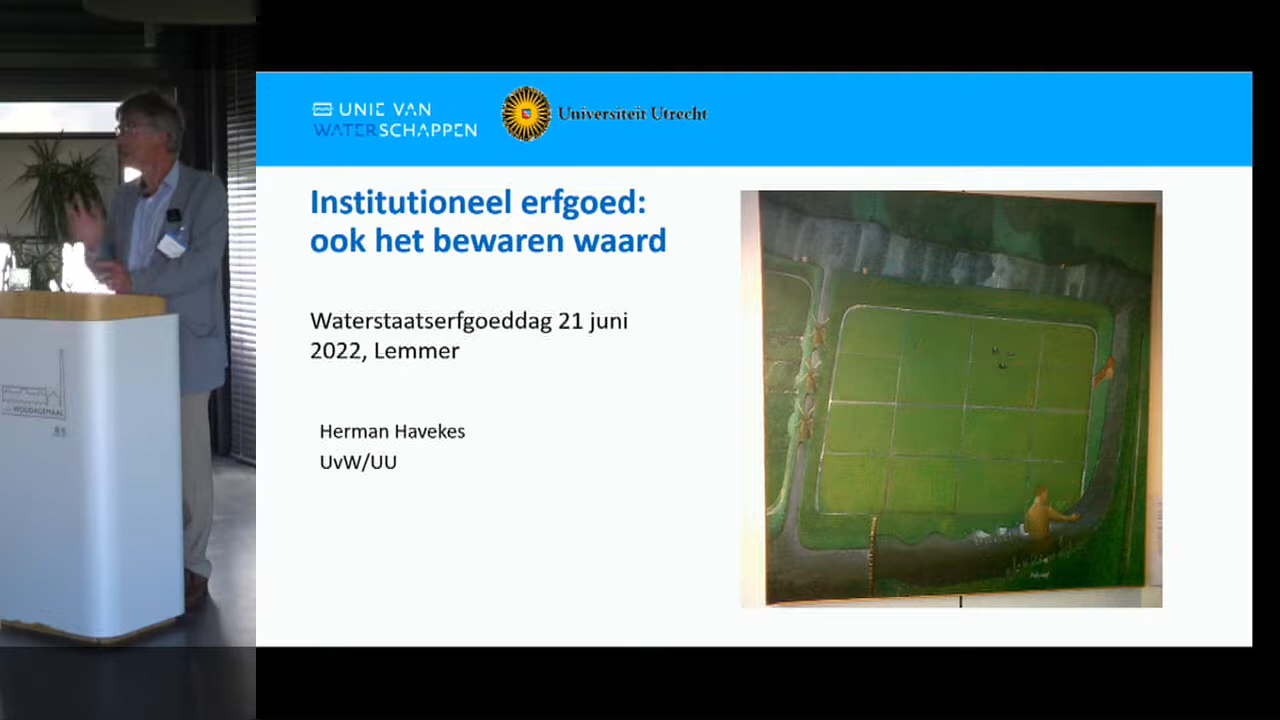 UNIE VAN
WATERSCHAPPEN
Universiteit Utrecht
Institutioneel erfgoed:
ook het bewaren waard
Waterstaatserfgoeddag 21 juni
2022, Lemmer
Herman Havekes
UvW/UU
WOUDAGEMAAL